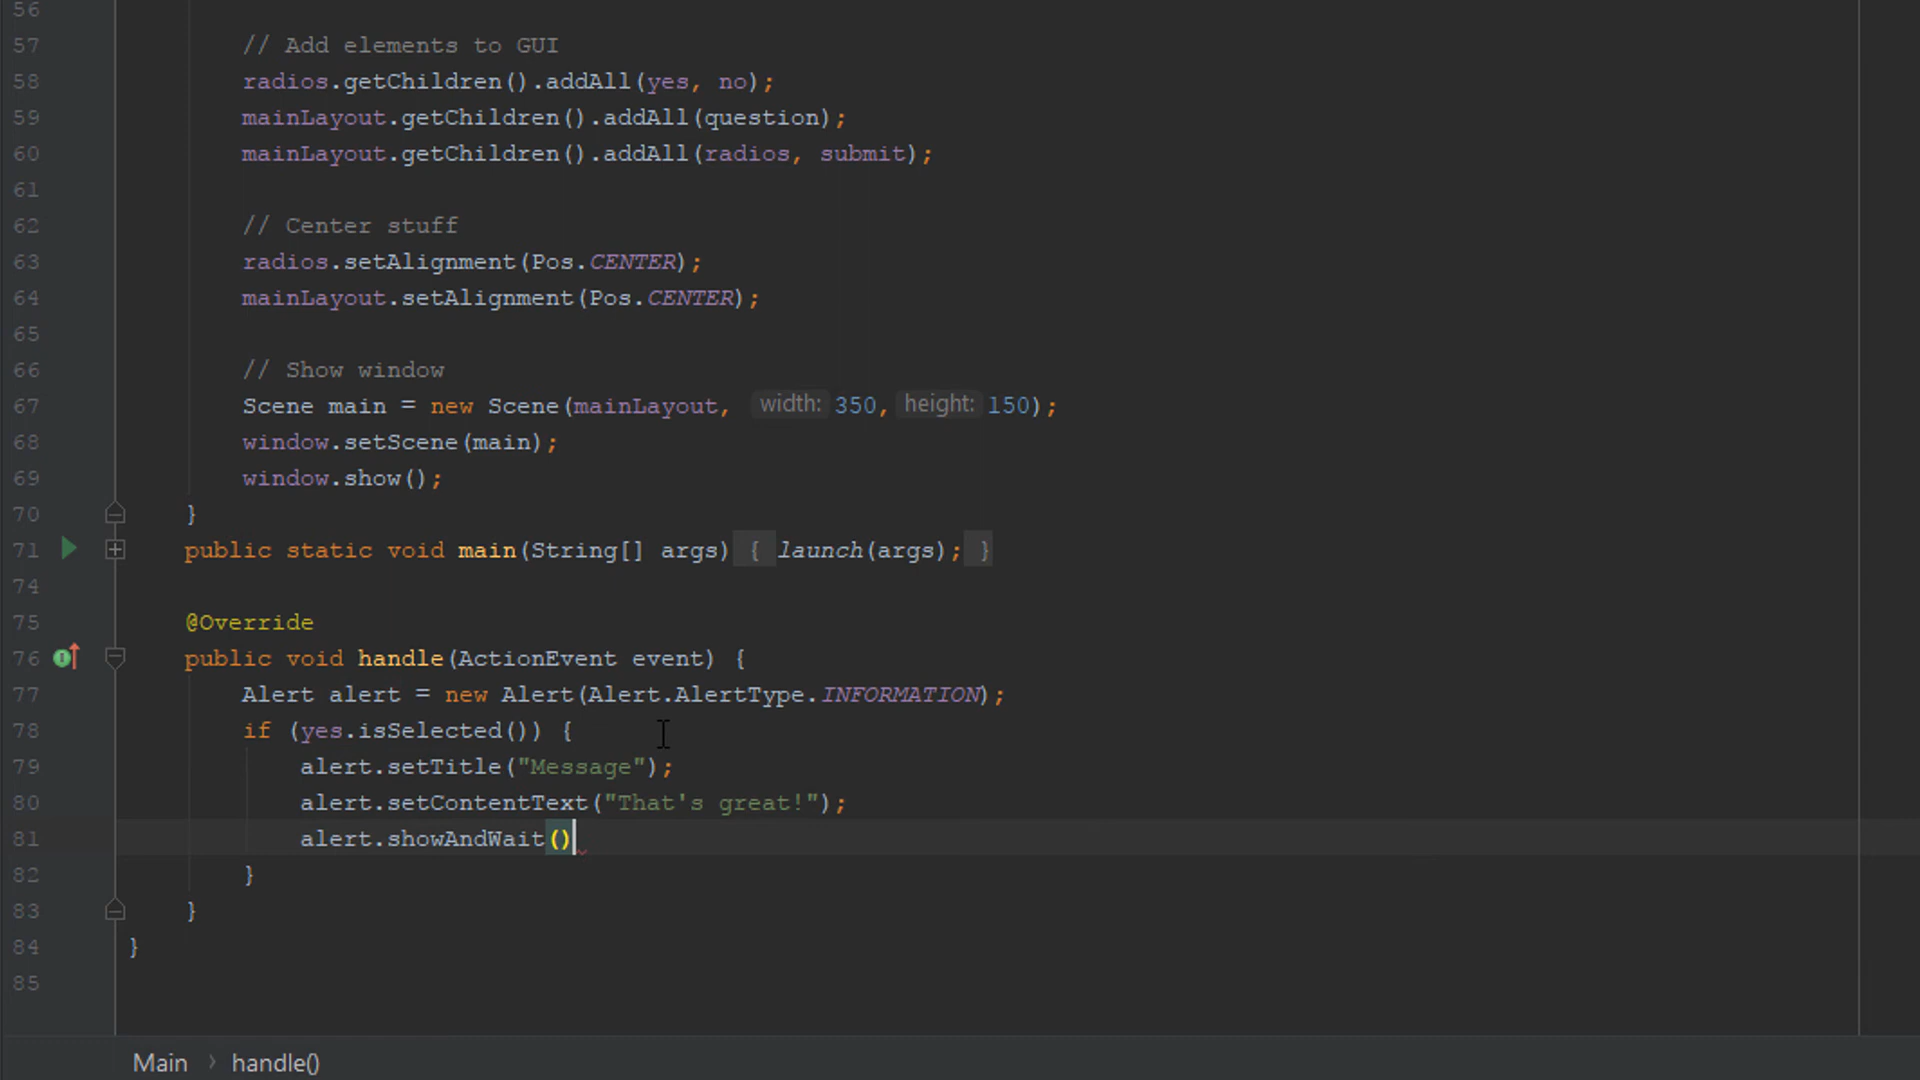 56
57 // Add elements to GUI
58 radios.getChildren().addAll(yes, no);
59 mainLayout.getChildren().addAll(question);
60 mainLayout.getChildren().addAll(radios, submit);
61
62 // Center stuff
63 radios.setAlignment(Pos.CENTER);
64 mainLayout.setAlignment(Pos.CENTER);
65
66 // Show window
67 Scene main = new Scene(mainLayout, width: 350, height: 150);
68 window.setScene(main);
69 window.show();
70 }
71 public static void main(String[] args) { launch(args); }
74
75 @Override
76 public void handle(ActionEvent event) {
77 Alert alert = new Alert(Alert.AlertType.INFORMATION);
78 if (yes.isSelected()) {
79 alert.setTitle("Message");
80 alert.setContentText("That's great!");
81 alert.showAndWait()
82 }
83 }
84 }
85
Main › handle()